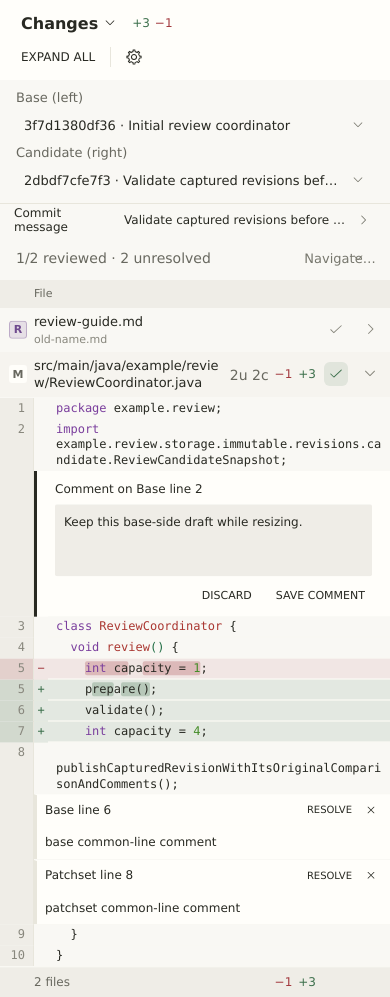 Changes +3 −1
EXPAND ALL
Base (left)
3f7d1380df36 · Initial review coordinator
Candidate (right)
2dbdf7cfe7f3 · Validate captured revisions bef…
Commit message Validate captured revisions before …
1/2 reviewed · 2 unresolved Navigate…
File
R review-guide.md
old-name.md
M src/main/java/example/revie
w/ReviewCoordinator.java 2u 2c −1 +3
1 package example.review;
2 import
example.review.storage.immutable.revisions.ca
ndidate.ReviewCandidateSnapshot;
Comment on Base line 2
Keep this base-side draft while resizing.
DISCARD SAVE COMMENT
3 class ReviewCoordinator {
4 void review() {
5 − int capacity = 1;
5 + prepare();
6 + validate();
7 + int capacity = 4;
8
publishCapturedRevisionWithItsOriginalCompari
sonAndComments();
Base line 6 RESOLVE ×
base common-line comment
Patchset line 8 RESOLVE ×
patchset common-line comment
9 }
10 }
2 files −1 +3